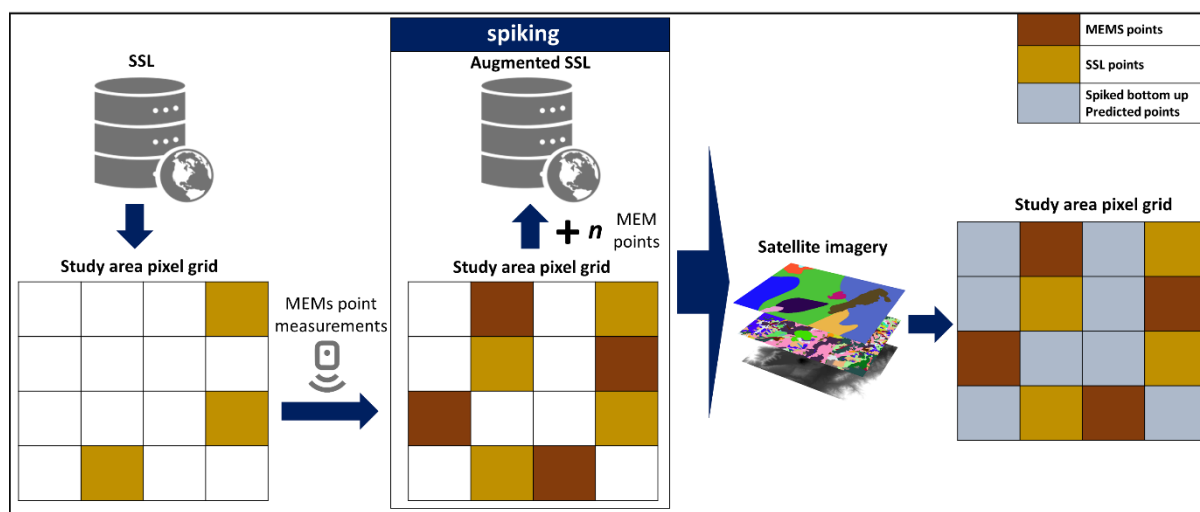 spiking
SSL
Augmented SSL
MEMS points
SSL points
Spiked bottom up
Predicted points
+ n MEM
points
Study area pixel grid
MEMs point
measurements
Study area pixel grid
Satellite imagery
Study area pixel grid